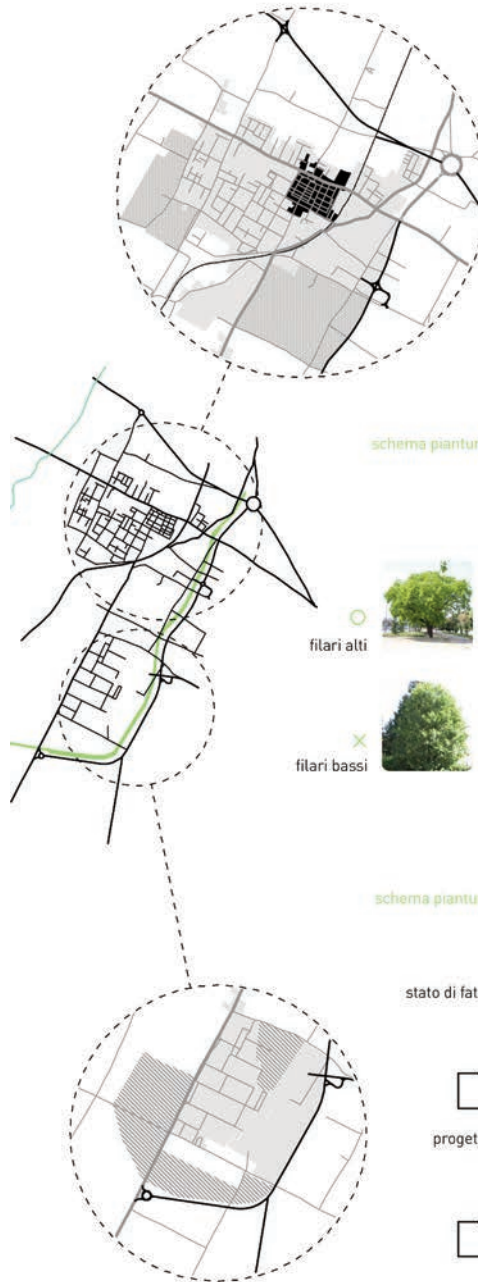 schema piantu
filari alti
filari bassi
schema piantu
stato di fat
proget